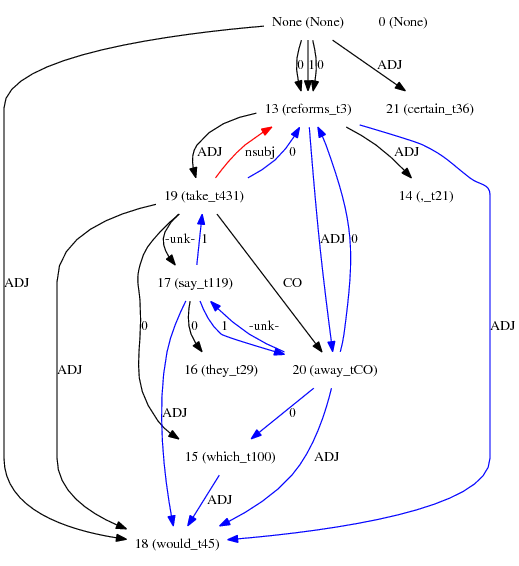 None (None) 0 (None)
0 1 0 ADJ
13 (reforms_t3) 21 (certain_t36)
ADJ nsubj 0 ADJ
19 (take_t431) 14 (,_t21)
-unk- 1 ADJ 0
ADJ 17 (say_t119) CO
0 0 1 -unk- ADJ
ADJ 16 (they_t29) 20 (away_tCO)
ADJ 0
15 (which_t100) ADJ
ADJ
18 (would_t45)